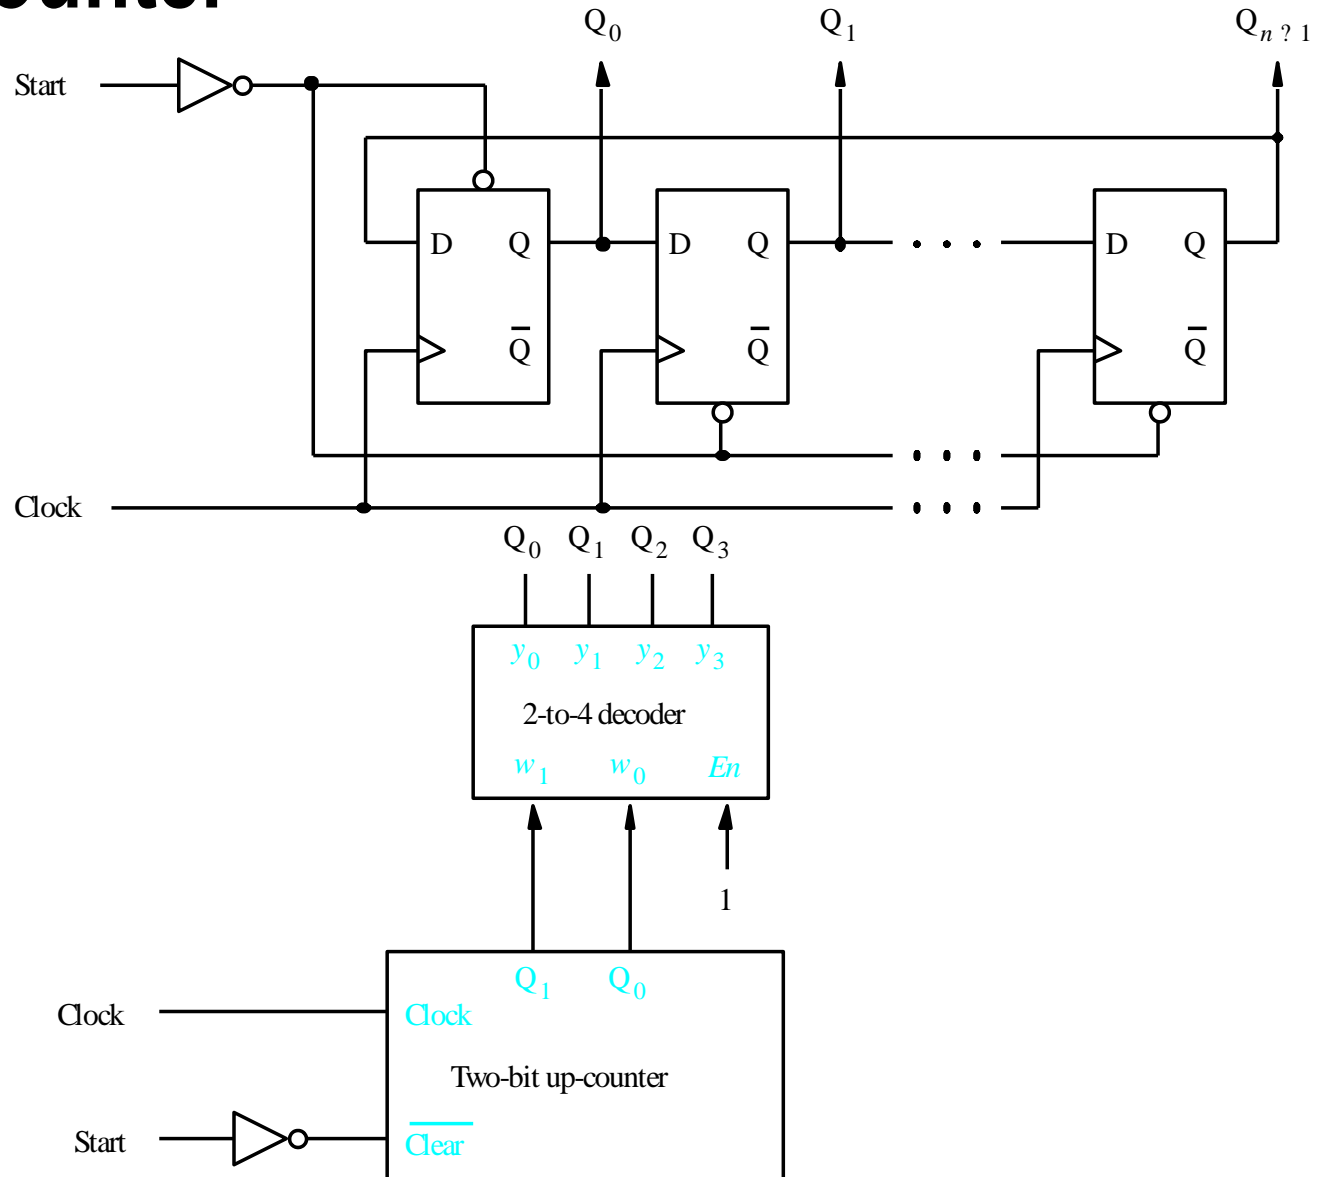 Q0 Q1 Qn ? 1
Start
D Q D Q D Q
Q̅ Q̅ Q̅
Clock
Q0 Q1 Q2 Q3
y0 y1 y2 y3
2-to-4 decoder
w1 w0 En
1
Q1 Q0
Clock Clock
Two-bit up-counter
Start C̅l̅e̅a̅r̅